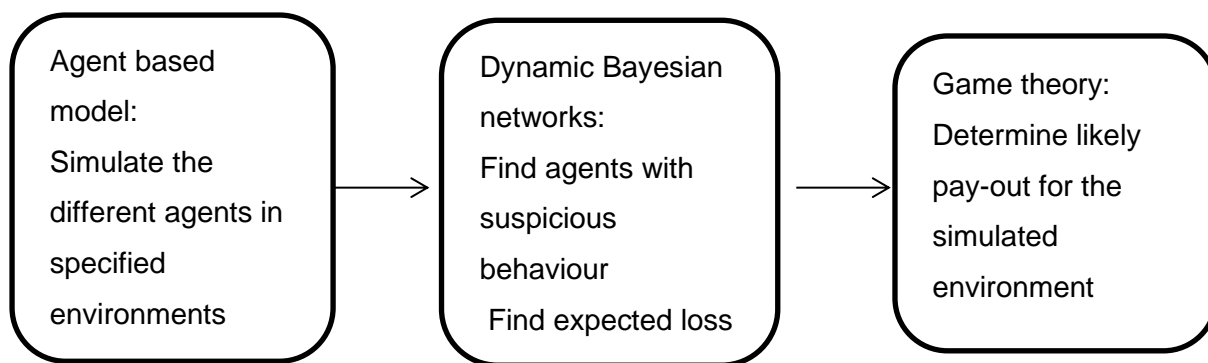 Agent based
model:
Simulate the
different agents in
specified
environments
Dynamic Bayesian
networks:
Find agents with
suspicious
behaviour
Find expected loss
Game theory:
Determine likely
pay-out for the
simulated
environment